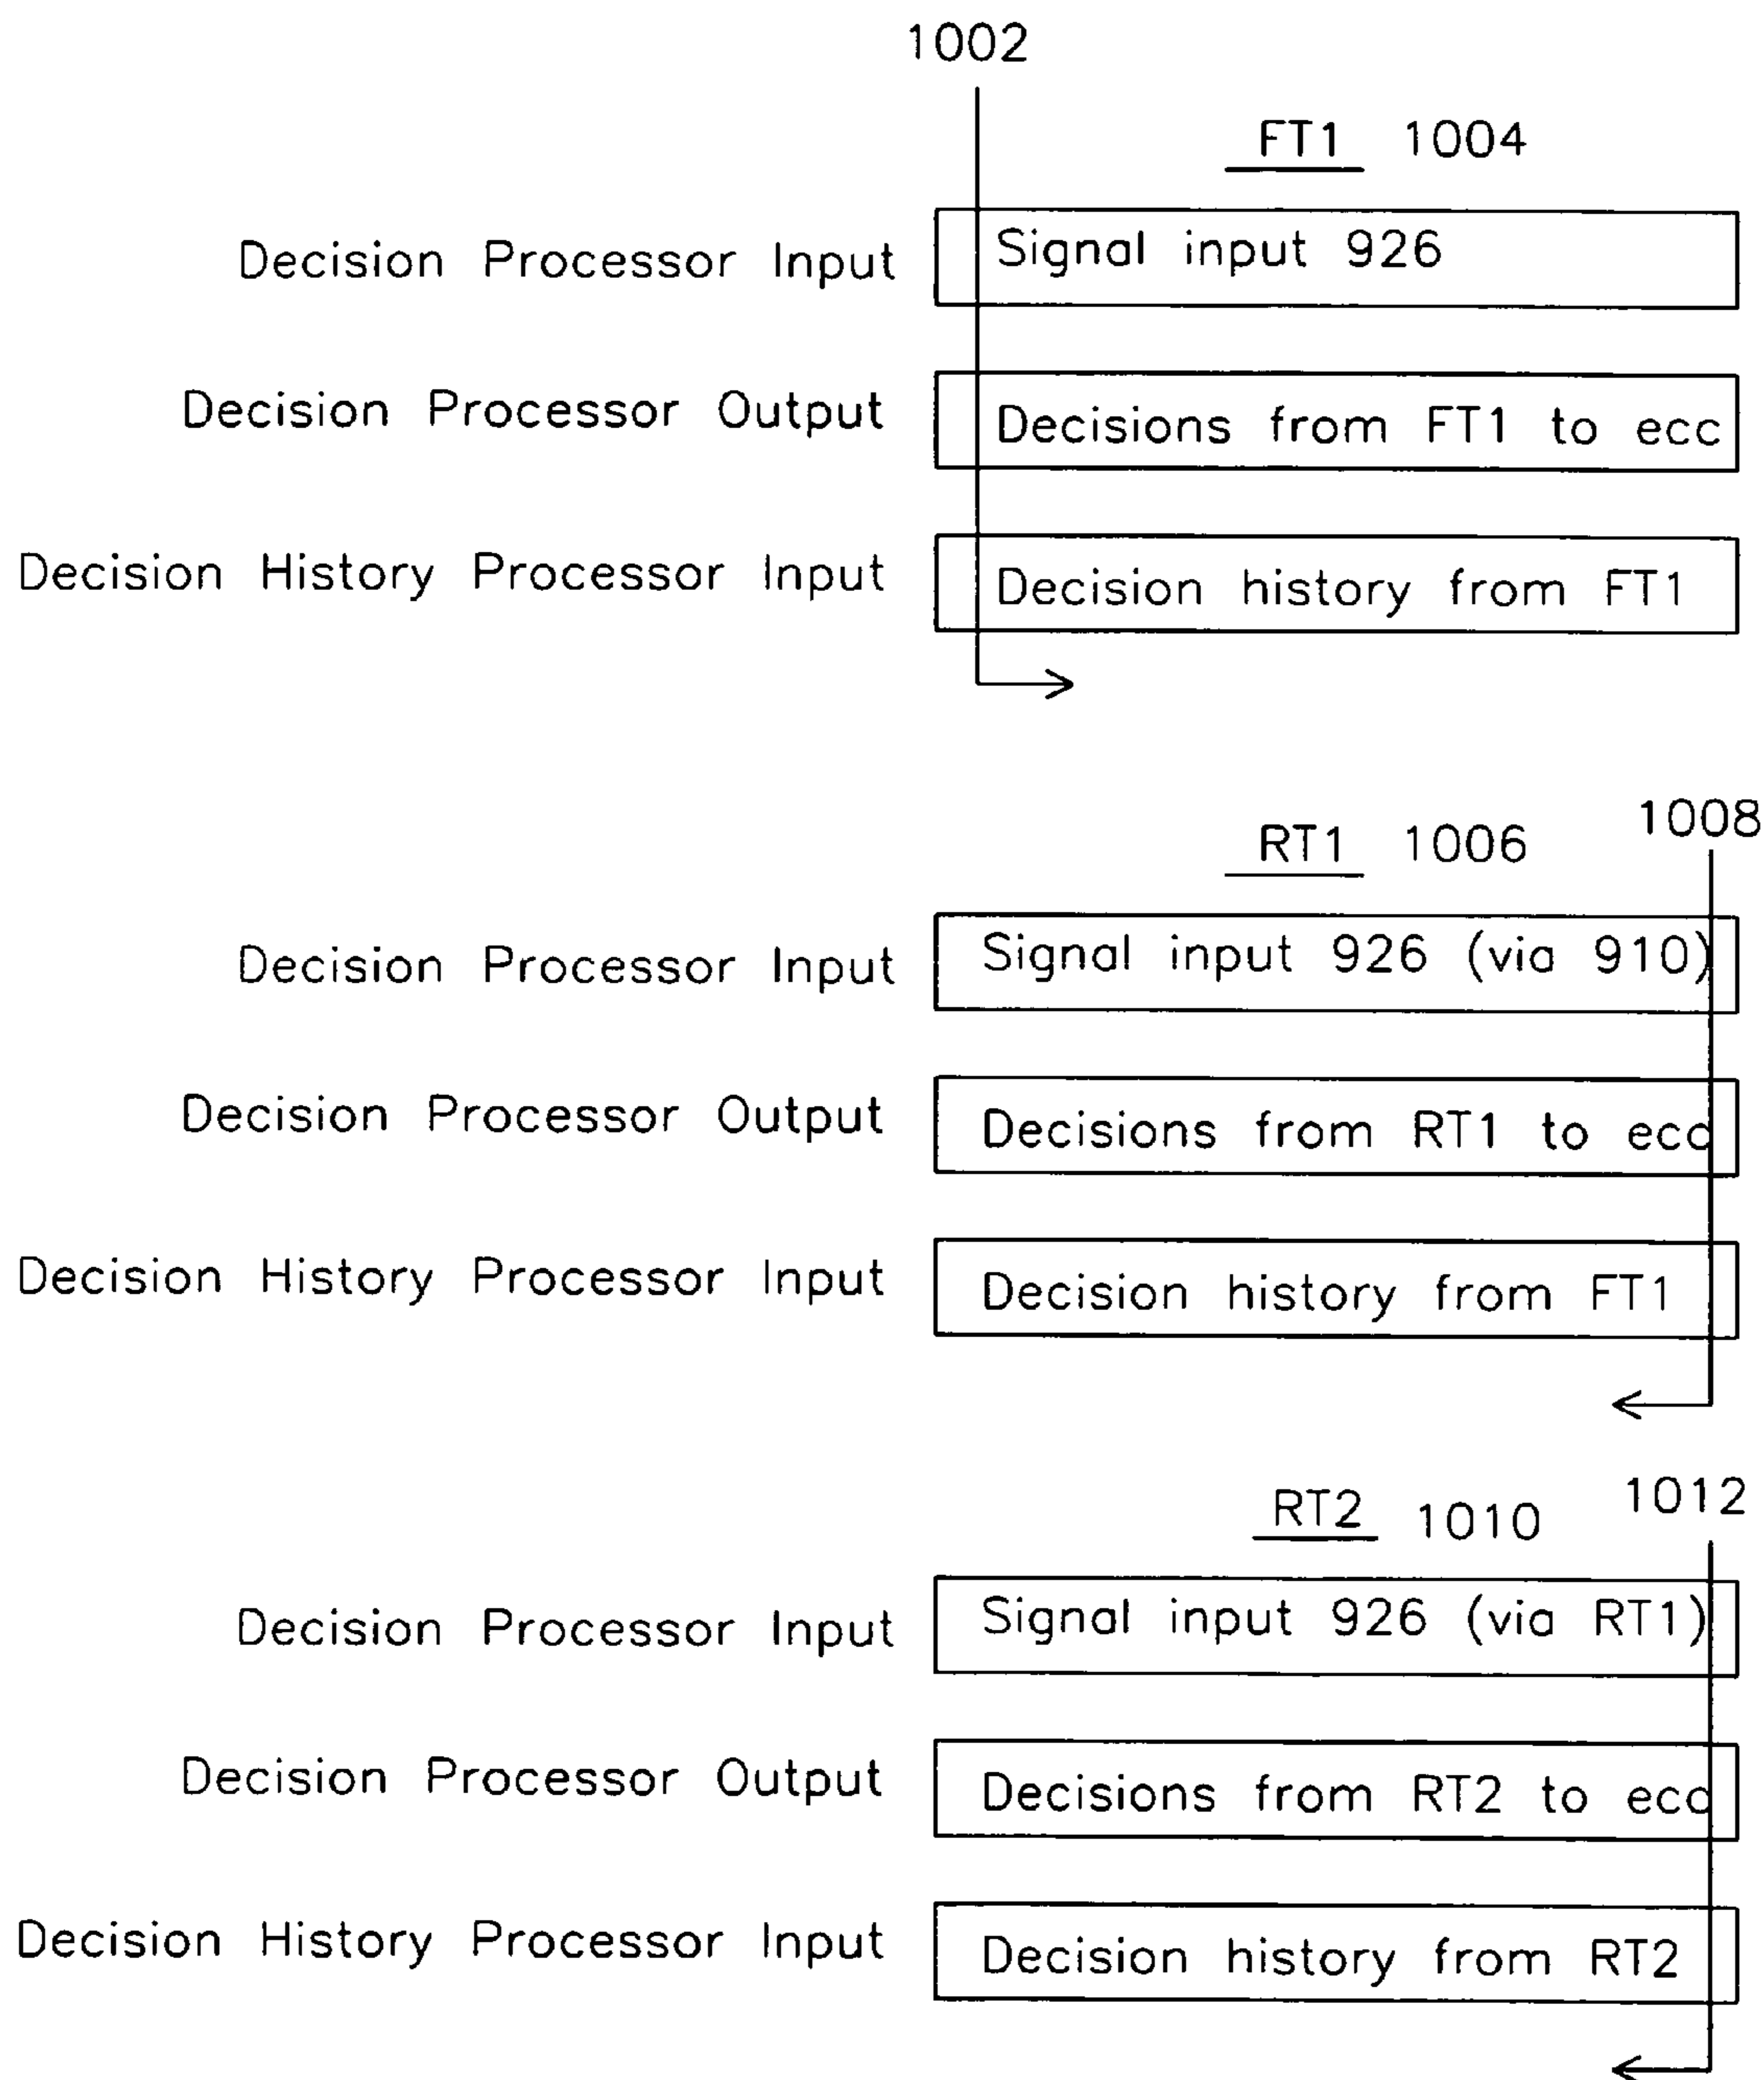 1002
FT1 1004
Decision Processor Input Signal input 926
Decision Processor Output Decisions from FT1 to ecc
Decision History Processor Input Decision history from FT1
RT1 1006 1008
Decision Processor Input Signal input 926 (via 910)
Decision Processor Output Decisions from RT1 to ecc
Decision History Processor Input Decision history from FT1
RT2 1010 1012
Decision Processor Input Signal input 926 (via RT1)
Decision Processor Output Decisions from RT2 to ecc
Decision History Processor Input Decision history from RT2